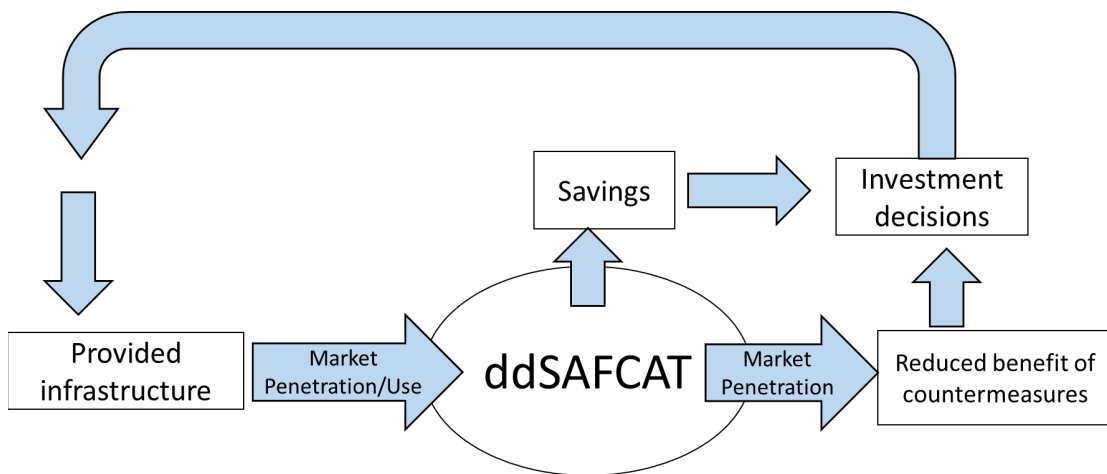 Savings
Investment
decisions
Provided
infrastructure
Market
Penetration/Use
ddSAFCAT
Market
Penetration
Reduced benefit of
countermeasures